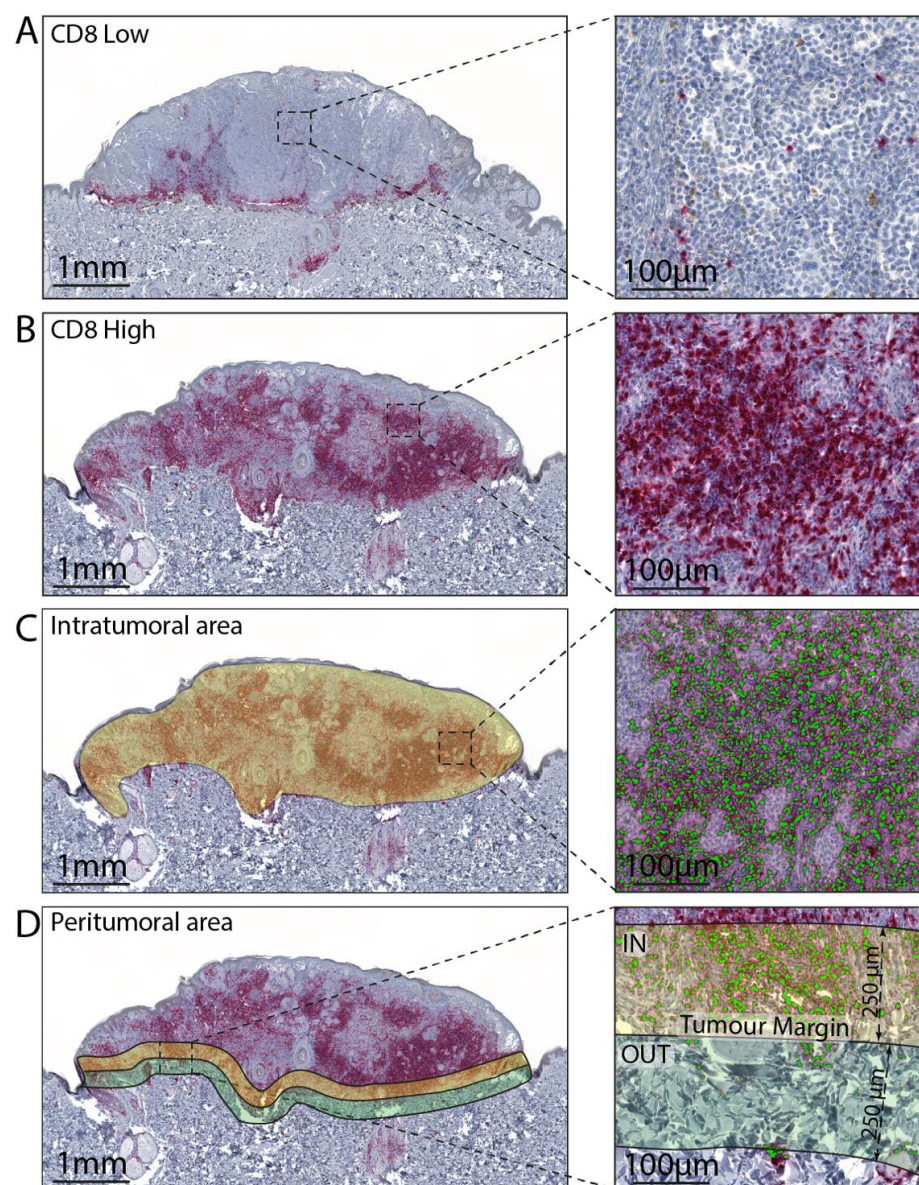 A
CD8 Low
1mm
100µm
B
CD8 High
1mm
100µm
C
Intratumoral area
1mm
100µm
D
Peritumoral area
1mm
IN
250 µm
Tumour Margin
OUT
250 µm
100µm